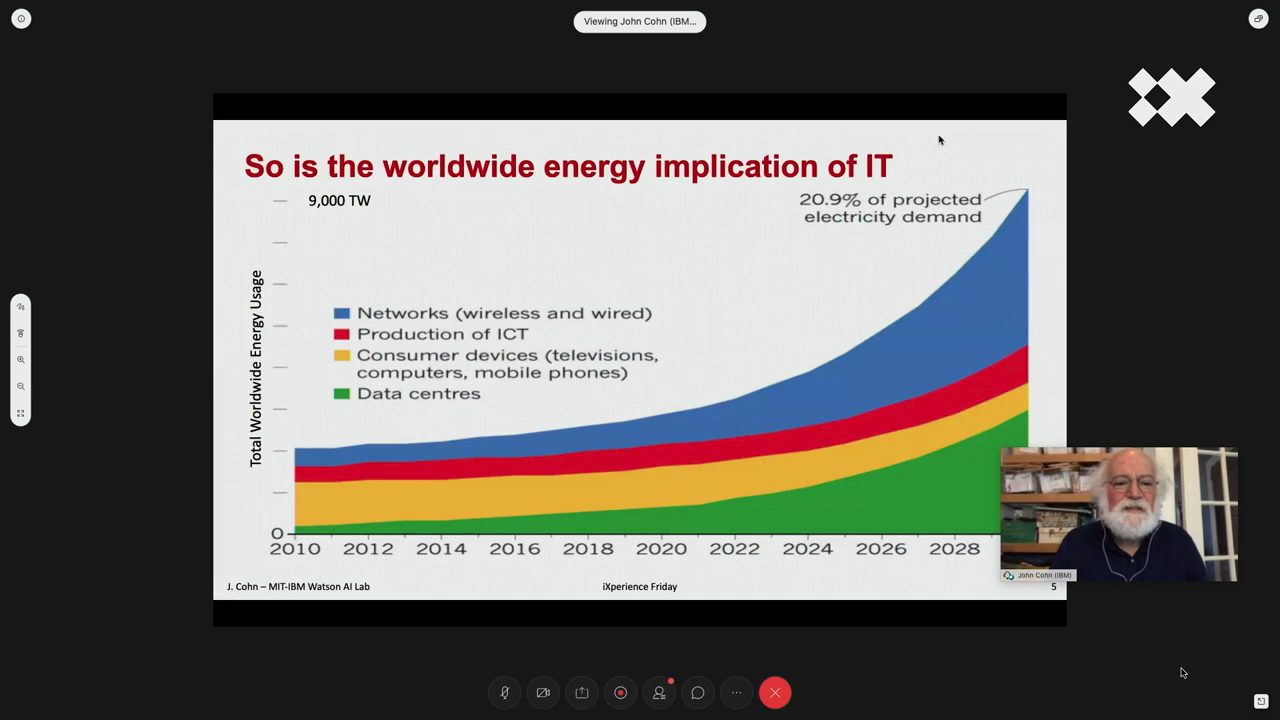 Viewing John Cohn (IBM...
So is the worldwide energy implication of IT
9,000 TW
20.9% of projected
electricity demand
Total Worldwide Energy Usage
Networks (wireless and wired)
Production of ICT
Consumer devices (televisions,
computers, mobile phones)
Data centres
0
2010 2012 2014 2016 2018 2020 2022 2024 2026 2028
John Cohn (IBM)
J. Cohn – MIT-IBM Watson AI Lab
iXperience Friday
5